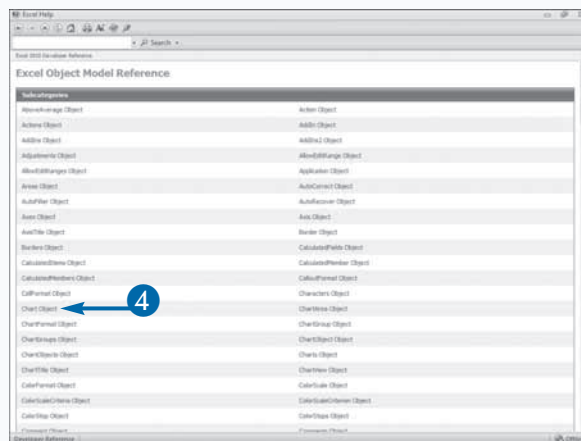 Excel Help
Search
Excel 2010 Developer Reference
Excel Object Model Reference
Subcategories
AboveAverage Object Action Object
Actions Object AddIn Object
AddIns Object AddIns2 Object
Adjustments Object AllowEditRange Object
AllowEditRanges Object Application Object
Areas Object AutoCorrect Object
AutoFilter Object AutoRecover Object
Axes Object Axis Object
AxisTitle Object Border Object
Borders Object CalculatedFields Object
CalculatedItems Object CalculatedMember Object
CalculatedMembers Object CalloutFormat Object
CellFormat Object Characters Object
Chart Object 4 ChartArea Object
ChartFormat Object ChartGroup Object
ChartGroups Object ChartObject Object
ChartObjects Object Charts Object
ChartTitle Object ChartView Object
ColorFormat Object ColorScale Object
ColorScaleCriteria Object ColorScaleCriterion Object
ColorStop Object ColorStops Object
Comment Object Comments Object
Developer Reference